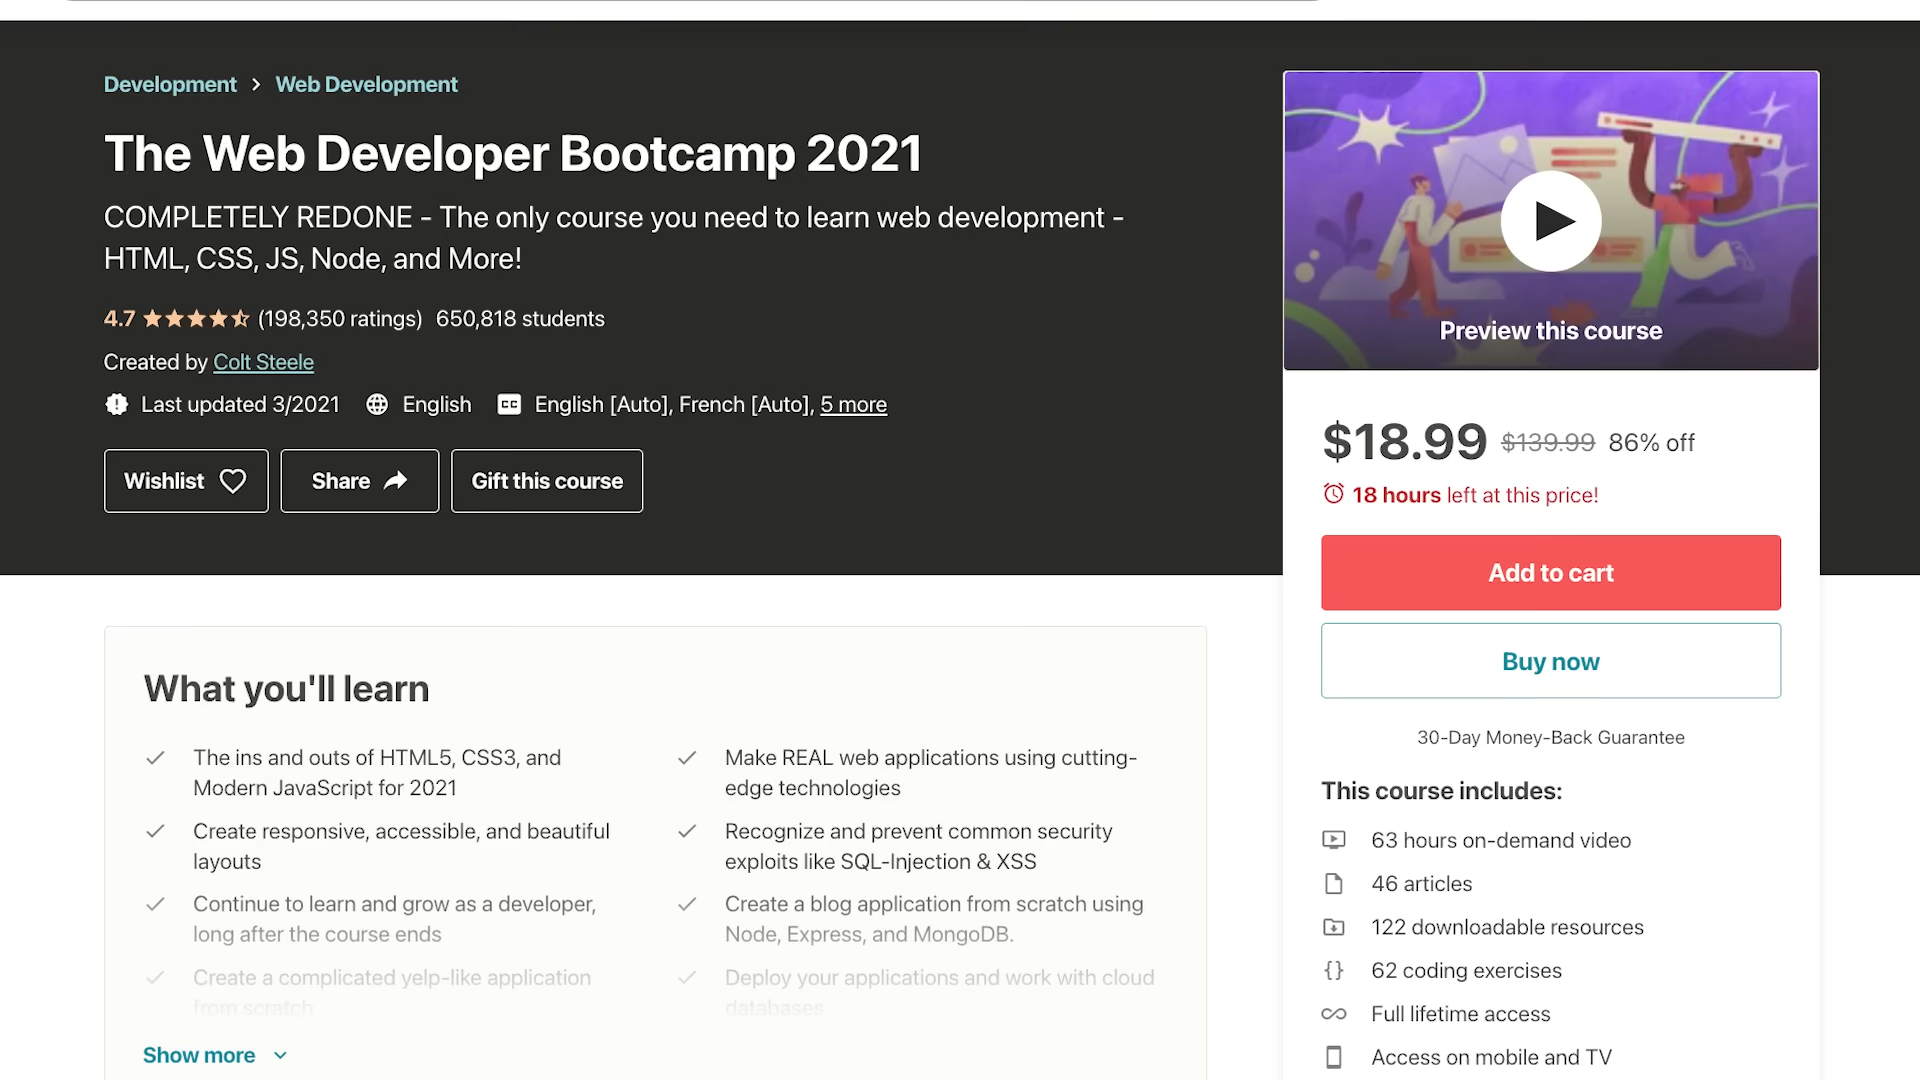 Development > Web Development
The Web Developer Bootcamp 2021
COMPLETELY REDONE - The only course you need to learn web development -
HTML, CSS, JS, Node, and More!
4.7 (198,350 ratings) 650,818 students
Created by Colt Steele
Last updated 3/2021 English CC English [Auto], French [Auto], 5 more
Wishlist Share Gift this course
Preview this course
$18.99 $139.99 86% off
18 hours left at this price!
Add to cart
Buy now
30-Day Money-Back Guarantee
This course includes:
63 hours on-demand video
46 articles
122 downloadable resources
62 coding exercises
Full lifetime access
Access on mobile and TV
What you'll learn
The ins and outs of HTML5, CSS3, and
Modern JavaScript for 2021
Create responsive, accessible, and beautiful
layouts
Continue to learn and grow as a developer,
long after the course ends
Create a complicated yelp-like application
from scratch
Make REAL web applications using cutting-
edge technologies
Recognize and prevent common security
exploits like SQL-Injection & XSS
Create a blog application from scratch using
Node, Express, and MongoDB.
Deploy your applications and work with cloud
databases
Show more